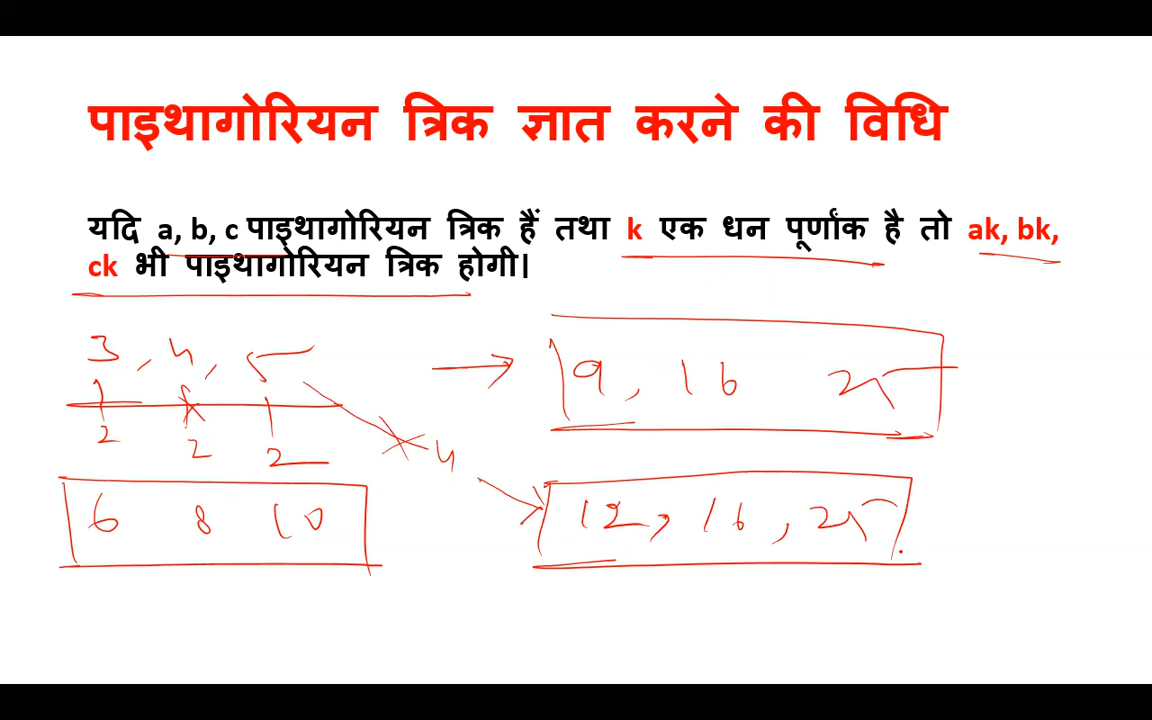 पाइथागोरियन त्रिक ज्ञात करने की विधि
यदि a, b, c पाइथागोरियन त्रिक हैं तथा k एक धन पूर्णांक है तो ak, bk,
ck भी पाइथागोरियन त्रिक होगी।
3, 4, 5
9, 16 25
2 2 2
4
6 8 10
12, 16, 25